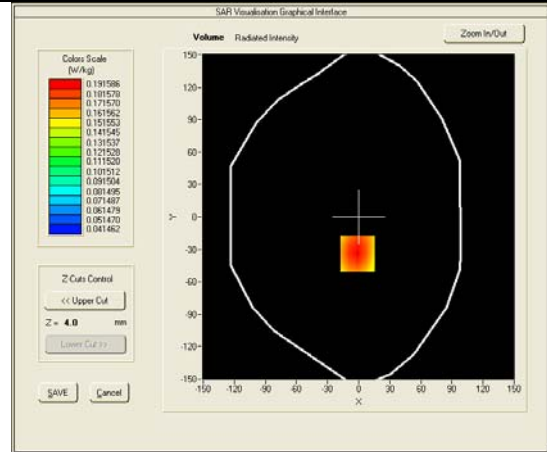 SAR Visualisation Graphical Interface
Volume Radiated Intensity
Zoom In/Out
Colors Scale
(W/kg)
0.191586
0.181578
0.171570
0.161562
0.151553
0.141545
0.131537
0.121528
0.111520
0.101512
0.091504
0.081495
0.071487
0.061479
0.051470
0.041462
Z-Cuts Control
<< Upper Cut
Z = 4.0 mm
Lower Cut >>
SAVE
Cancel
150
120
90
60
30
0
-30
-60
-90
-120
-150
Y
-150 -120 -90 -60 -30 0 30 60 90 120 150
X